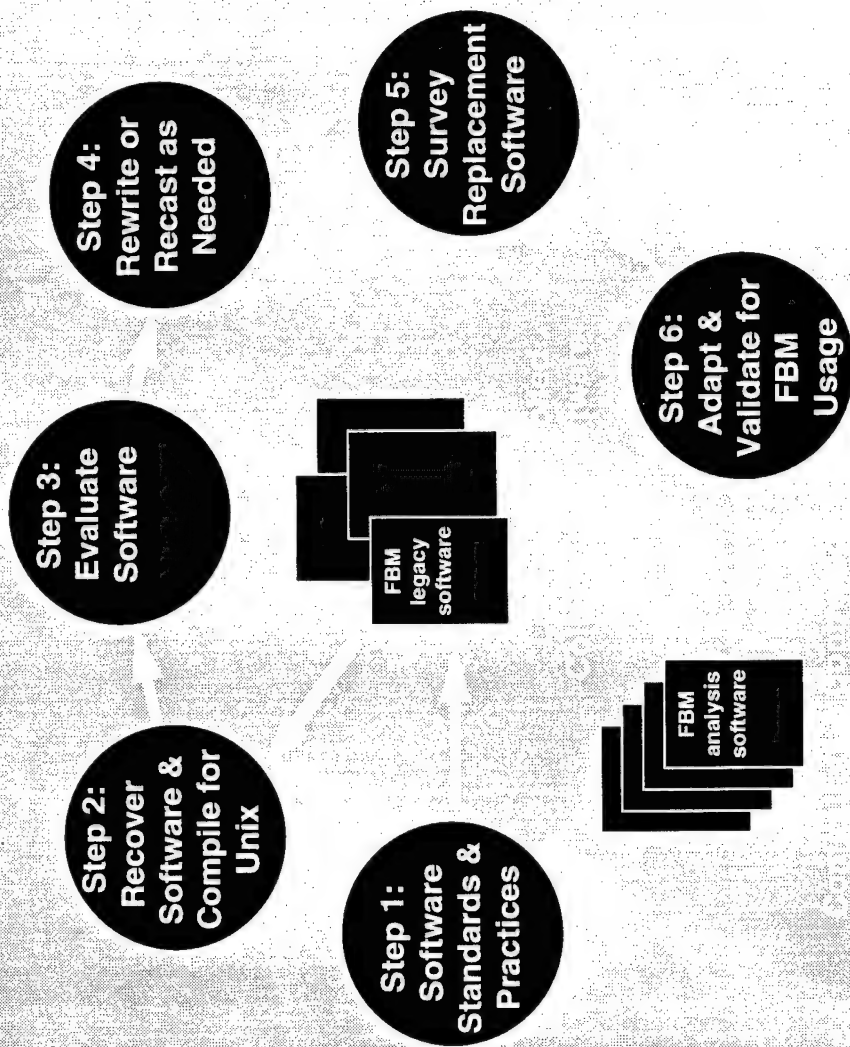 Step 1:
Software
Standards &
Practices
Step 2:
Recover
Software &
Compile for
Unix
Step 3:
Evaluate
Software
Step 4:
Rewrite or
Recast as
Needed
Step 5:
Survey
Replacement
Software
Step 6:
Adapt &
Validate for
FBM
Usage
FBM
legacy
software
FBM
analysis
software